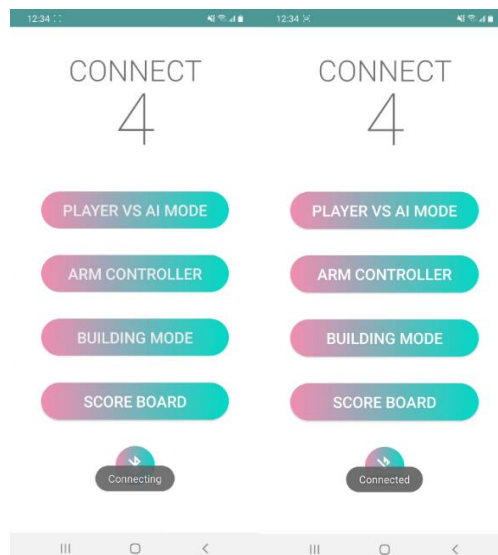 12:34
CONNECT
4
PLAYER VS AI MODE
ARM CONTROLLER
BUILDING MODE
SCORE BOARD
Connecting
12:34
CONNECT
4
PLAYER VS AI MODE
ARM CONTROLLER
BUILDING MODE
SCORE BOARD
Connected